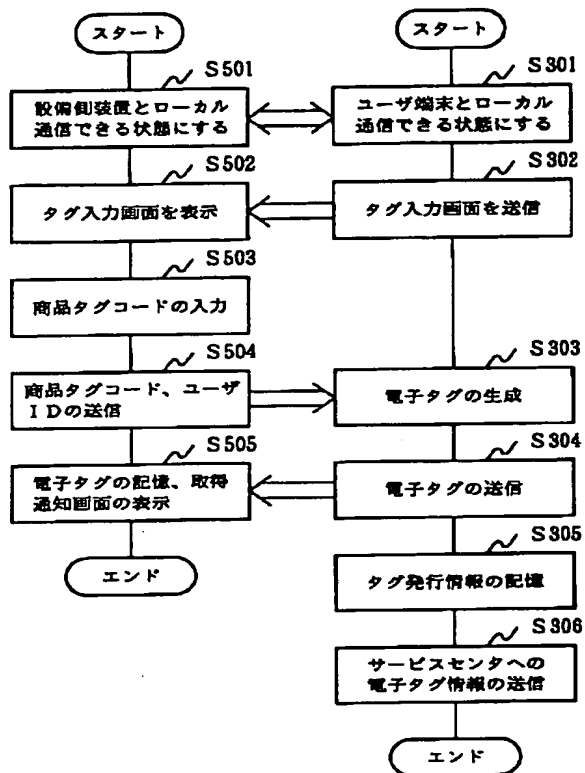 スタート
S501
設備側装置とローカル
通信できる状態にする
S502
タグ入力画面を表示
S503
商品タグコードの入力
S504
商品タグコード、ユーザ
IDの送信
S505
電子タグの記憶、取得
通知画面の表示
エンド
スタート
S301
ユーザ端末とローカル
通信できる状態にする
S302
タグ入力画面を送信
S303
電子タグの生成
S304
電子タグの送信
S305
タグ発行情報の記憶
S306
サービスセンタへの
電子タグ情報の送信
エンド